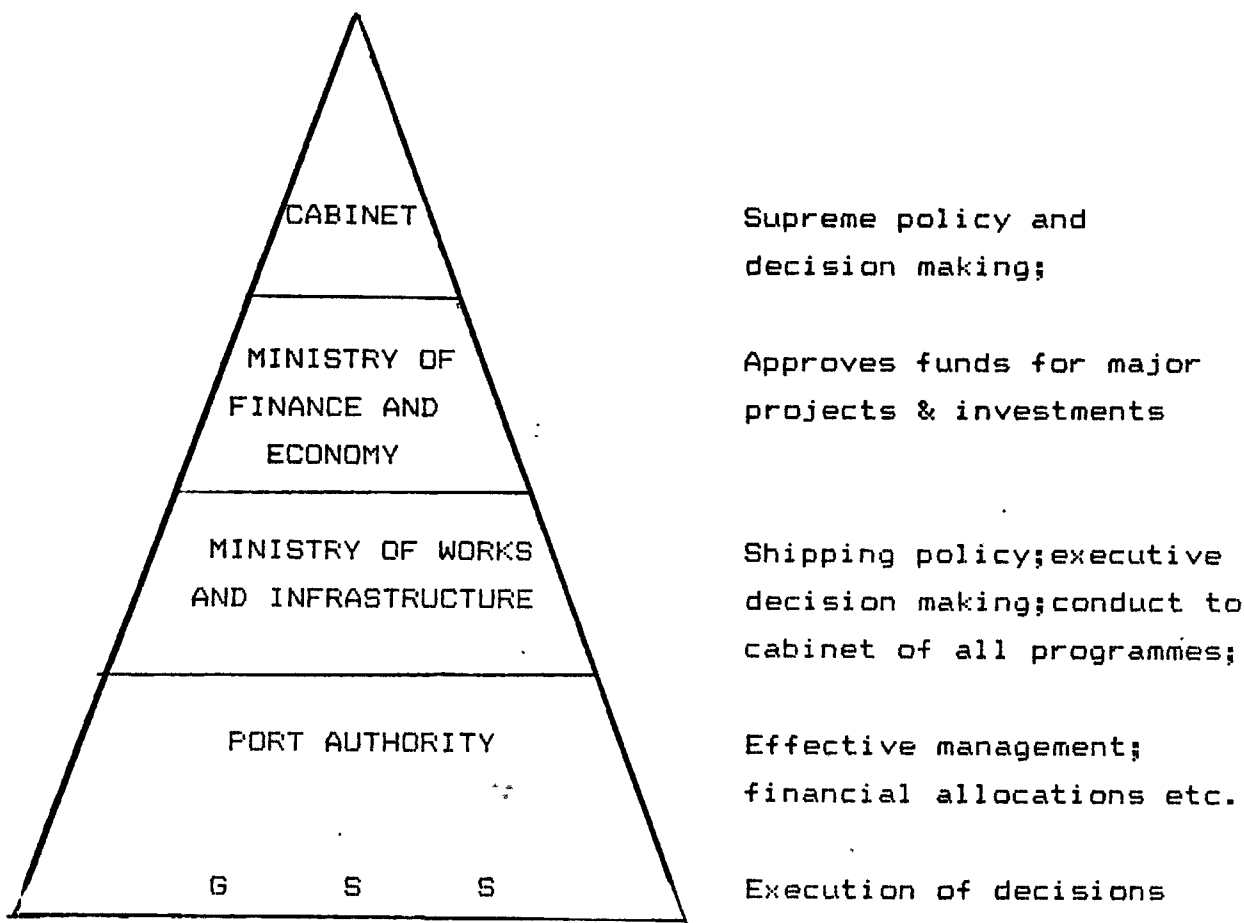 CABINET
Supreme policy and
decision making;
MINISTRY OF
FINANCE AND
ECONOMY
Approves funds for major
projects & investments
MINISTRY OF WORKS
AND INFRASTRUCTURE
Shipping policy;executive
decision making;conduct to
cabinet of all programmes;
PORT AUTHORITY
Effective management;
financial allocations etc.
G S S
Execution of decisions